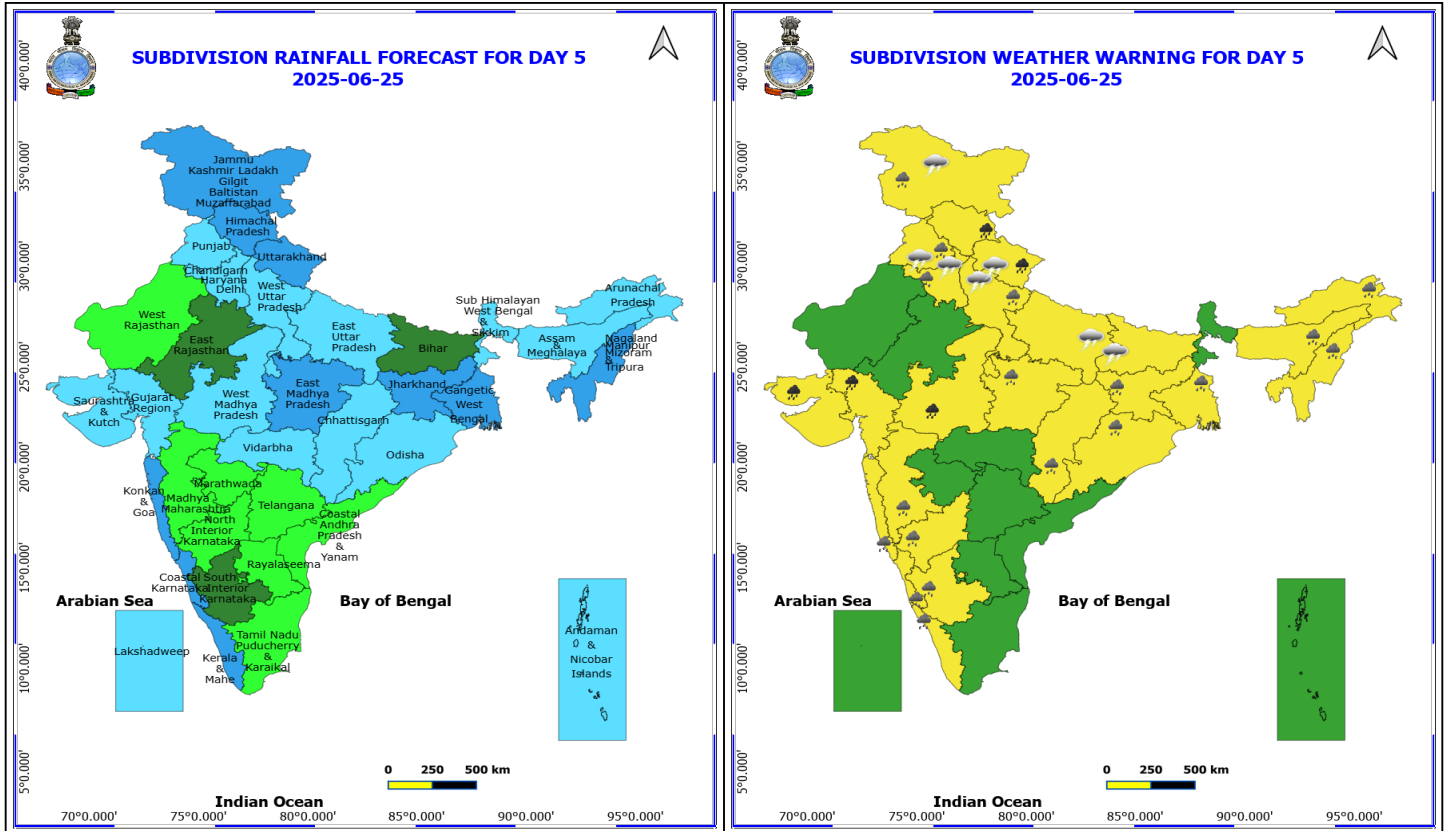 SUBDIVISION RAINFALL FORECAST FOR DAY 5
2025-06-25
40°0.000'
35°0.000'
30°0.000'
25°0.000'
20°0.000'
15°0.000'
10°0.000'
5°0.000'
Jammu
Kashmir Ladakh
Gilgit
Baltistan
Muzaffarabad
Himachal
Pradesh
Punjab
Uttarakhand
Chandigarh
Haryana
Delhi
West
Uttar
Pradesh
West
Rajasthan
East
Rajasthan
East
Uttar
Pradesh
Bihar
Sub Himalayan
West Bengal
&
Sikkim
Arunachal
Pradesh
Assam
&
Meghalaya
Nagaland
Manipur
Mizoram
&
Tripura
Saurashtra
&
Kutch
Gujarat
Region
West
Madhya
Pradesh
East
Madhya
Pradesh
Jharkhand
Gangetic
West
Bengal
Chhattisgarh
Odisha
Vidarbha
Konkan
&
Goa
Madhya
Maharashtra
Marathwada
Telangana
North
Interior
Karnataka
Coastal
Andhra
Pradesh
&
Yanam
Rayalaseema
Coastal
Karnataka
South
Interior
Karnataka
Tamil Nadu
Puducherry
&
Karaikal
Kerala
&
Mahe
Arabian Sea
Bay of Bengal
Lakshadweep
Andaman
&
Nicobar
Islands
0 250 500 km
Indian Ocean
70°0.000' 75°0.000' 80°0.000' 85°0.000' 90°0.000' 95°0.000'
SUBDIVISION WEATHER WARNING FOR DAY 5
2025-06-25
40°0.000'
35°0.000'
30°0.000'
25°0.000'
20°0.000'
15°0.000'
10°0.000'
5°0.000'
Arabian Sea
Bay of Bengal
0 250 500 km
Indian Ocean
70°0.000' 75°0.000' 80°0.000' 85°0.000' 90°0.000' 95°0.000'